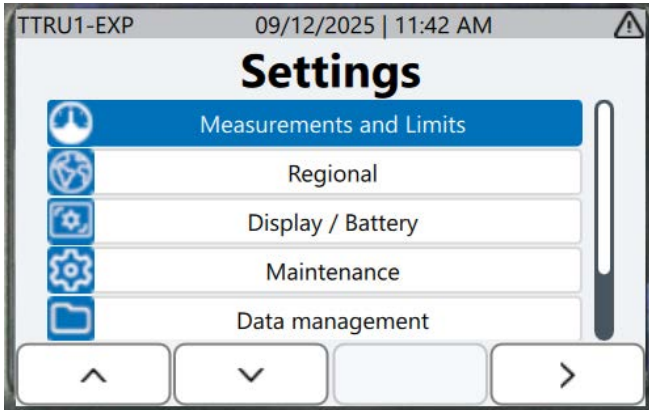 TTRU1-EXP 09/12/2025 | 11:42 AM
Settings
Measurements and Limits
Regional
Display / Battery
Maintenance
Data management